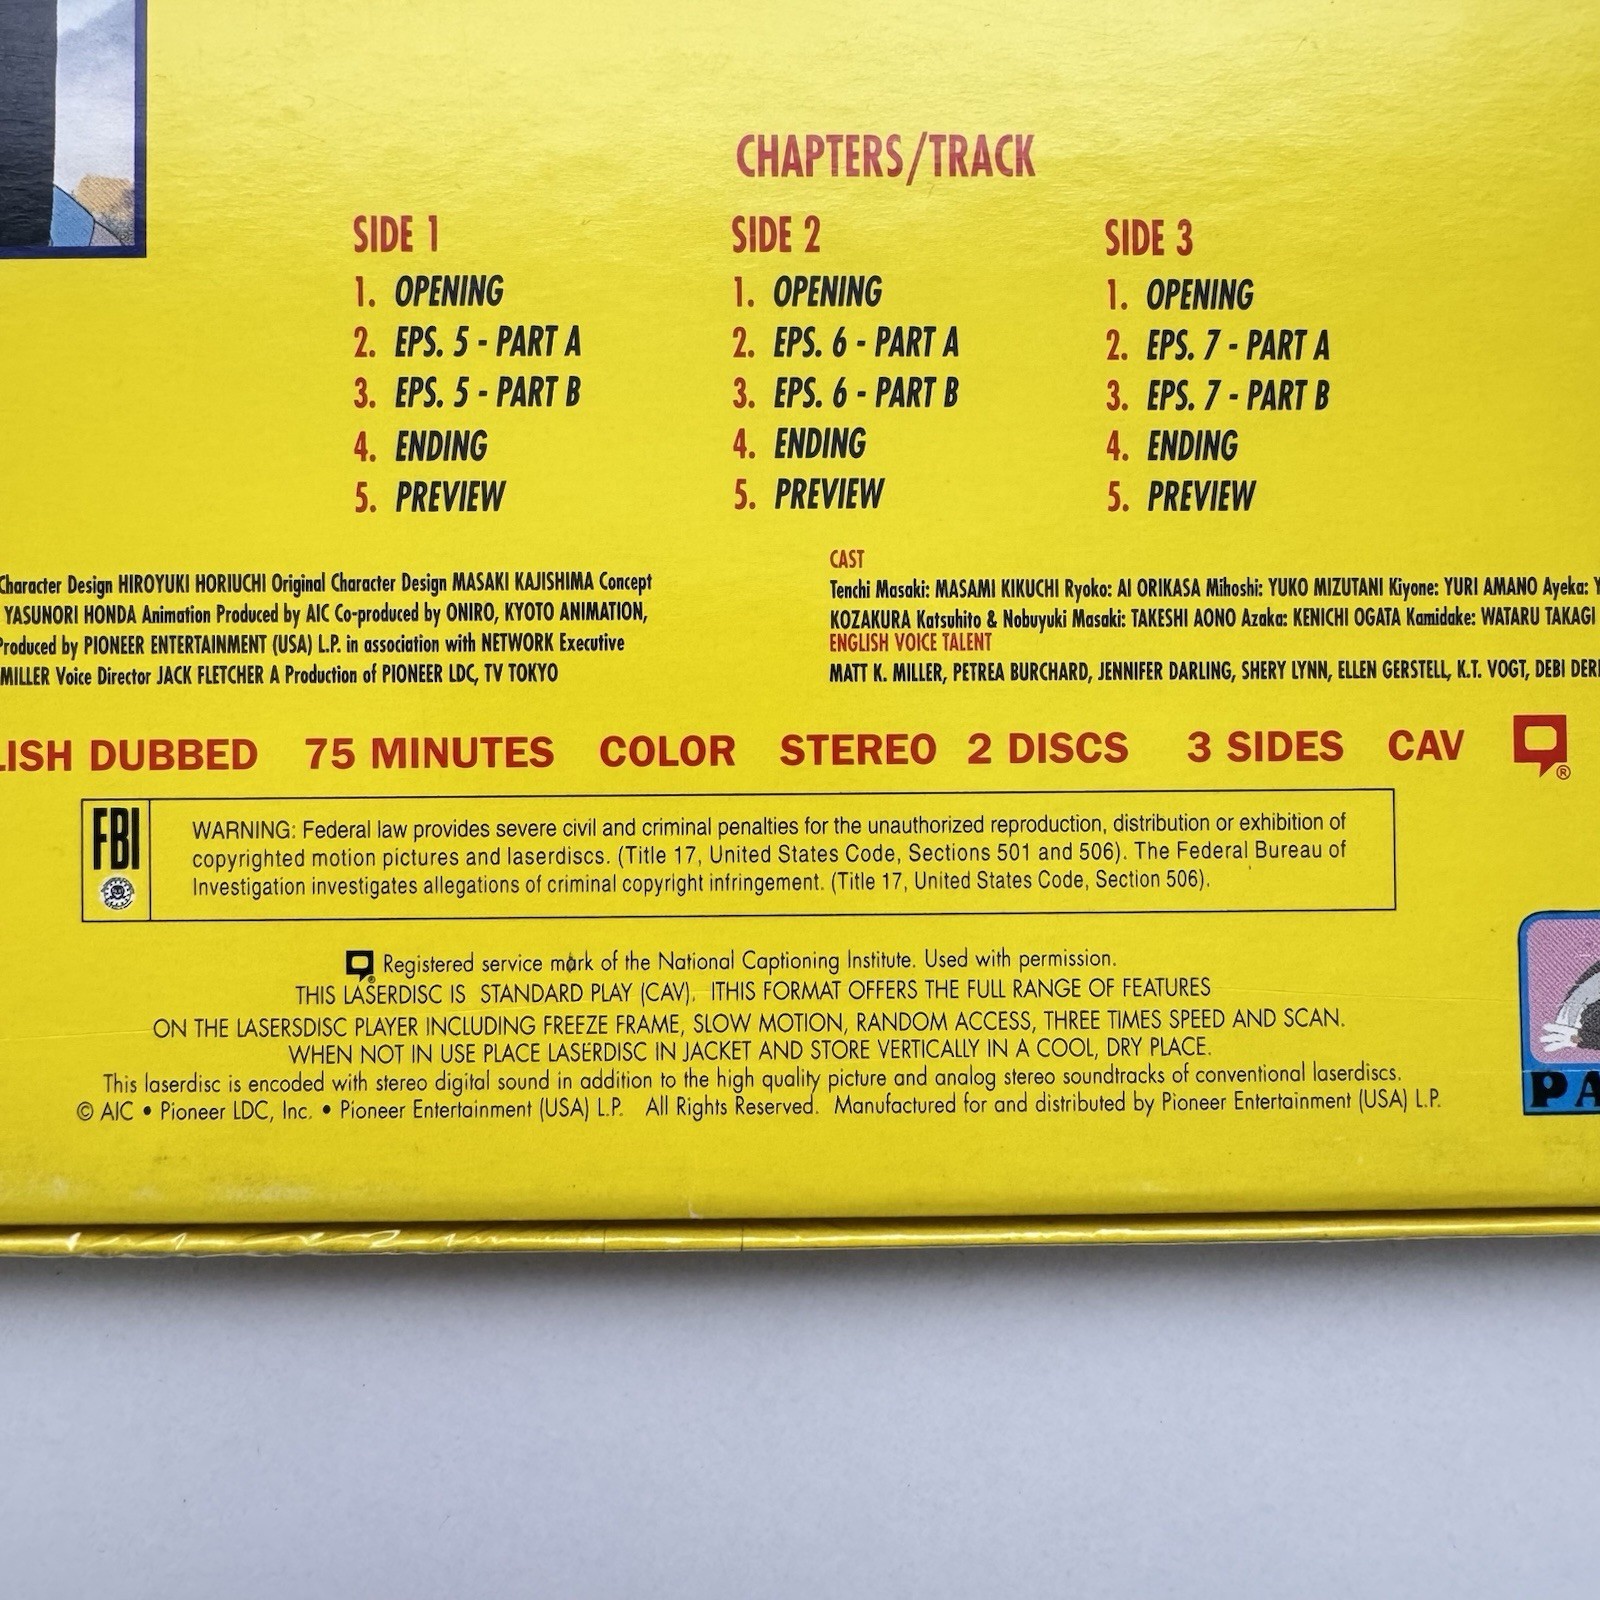 CHAPTERS/TRACK
SIDE 1
1. OPENING
2. EPS. 5 - PART A
3. EPS. 5 - PART B
4. ENDING
5. PREVIEW
SIDE 2
1. OPENING
2. EPS. 6 - PART A
3. EPS. 6 - PART B
4. ENDING
5. PREVIEW
SIDE 3
1. OPENING
2. EPS. 7 - PART A
3. EPS. 7 - PART B
4. ENDING
5. PREVIEW
Character Design HIROYUKI HORIUCHI Original Character Design MASAKI KAJISHIMA Concept
YASUNORI HONDA Animation Produced by AIC Co-produced by ONIRO, KYOTO ANIMATION,
Produced by PIONEER ENTERTAINMENT (USA) L.P. in association with NETWORK Executive
MILLER Voice Director JACK FLETCHER A Production of PIONEER LDC, TV TOKYO
CAST
Tenchi Masaki: MASAMI KIKUCHI Ryoko: AI ORIKASA Mihoshi: YUKO MIZUTANI Kiyone: YURI AMANO Ayeka: Y
KOZAKURA Katsuhito & Nobuyuki Masaki: TAKESHI AONO Azaka: KENICHI OGATA Kamidake: WATARU TAKAGI
ENGLISH VOICE TALENT
MATT K. MILLER, PETREA BURCHARD, JENNIFER DARLING, SHERY LYNN, ELLEN GERSTELL, K.T. VOGT, DEBI DER
LISH DUBBED 75 MINUTES COLOR STEREO 2 DISCS 3 SIDES CAV ®
FBI
WARNING: Federal law provides severe civil and criminal penalties for the unauthorized reproduction, distribution or exhibition of
copyrighted motion pictures and laserdiscs. (Title 17, United States Code, Sections 501 and 506). The Federal Bureau of
Investigation investigates allegations of criminal copyright infringement. (Title 17, United States Code, Section 506).
® Registered service mark of the National Captioning Institute. Used with permission.
THIS LASERDISC IS STANDARD PLAY (CAV). ITHIS FORMAT OFFERS THE FULL RANGE OF FEATURES
ON THE LASERSDISC PLAYER INCLUDING FREEZE FRAME, SLOW MOTION, RANDOM ACCESS, THREE TIMES SPEED AND SCAN.
WHEN NOT IN USE PLACE LASERDISC IN JACKET AND STORE VERTICALLY IN A COOL, DRY PLACE.
This laserdisc is encoded with stereo digital sound in addition to the high quality picture and analog stereo soundtracks of conventional laserdiscs.
© AIC • Pioneer LDC, Inc. • Pioneer Entertainment (USA) L.P. All Rights Reserved. Manufactured for and distributed by Pioneer Entertainment (USA) L.P.
PA